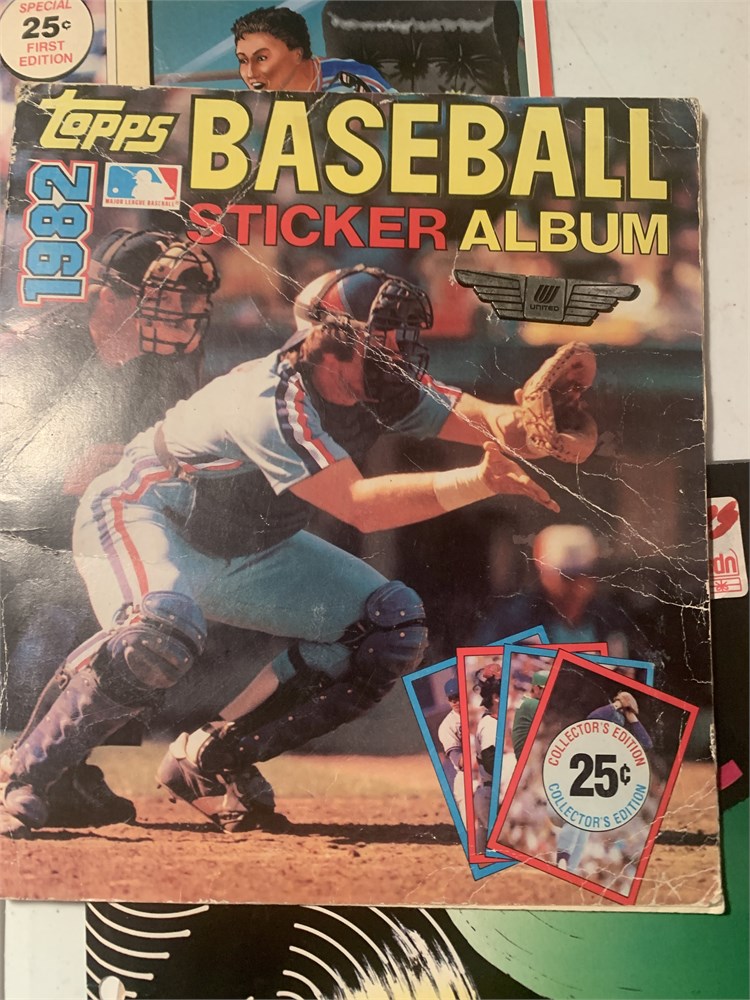 SPECIAL
25¢
FIRST
EDITION
topps
BASEBALL
1982
MAJOR LEAGUE BASEBALL
STICKER ALBUM
UNITED
COLLECTOR'S EDITION
25¢
COLLECTOR'S EDITION